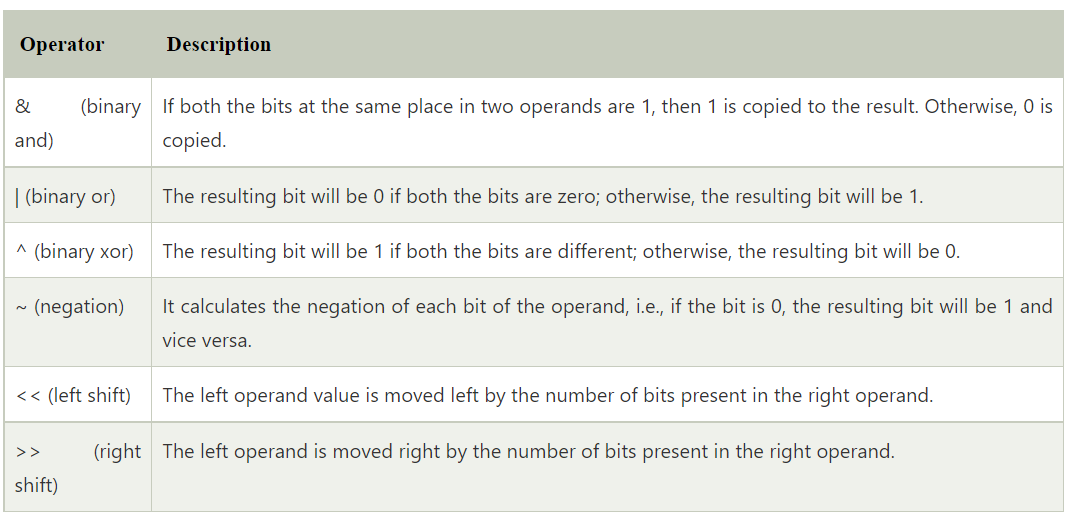 Operator Description
& (binary If both the bits at the same place in two operands are 1, then 1 is copied to the result. Otherwise, 0 is
and) copied.
| (binary or) The resulting bit will be 0 if both the bits are zero; otherwise, the resulting bit will be 1.
^ (binary xor) The resulting bit will be 1 if both the bits are different; otherwise, the resulting bit will be 0.
~ (negation) It calculates the negation of each bit of the operand, i.e., if the bit is 0, the resulting bit will be 1 and
vice versa.
<< (left shift) The left operand value is moved left by the number of bits present in the right operand.
>> (right The left operand is moved right by the number of bits present in the right operand.
shift)